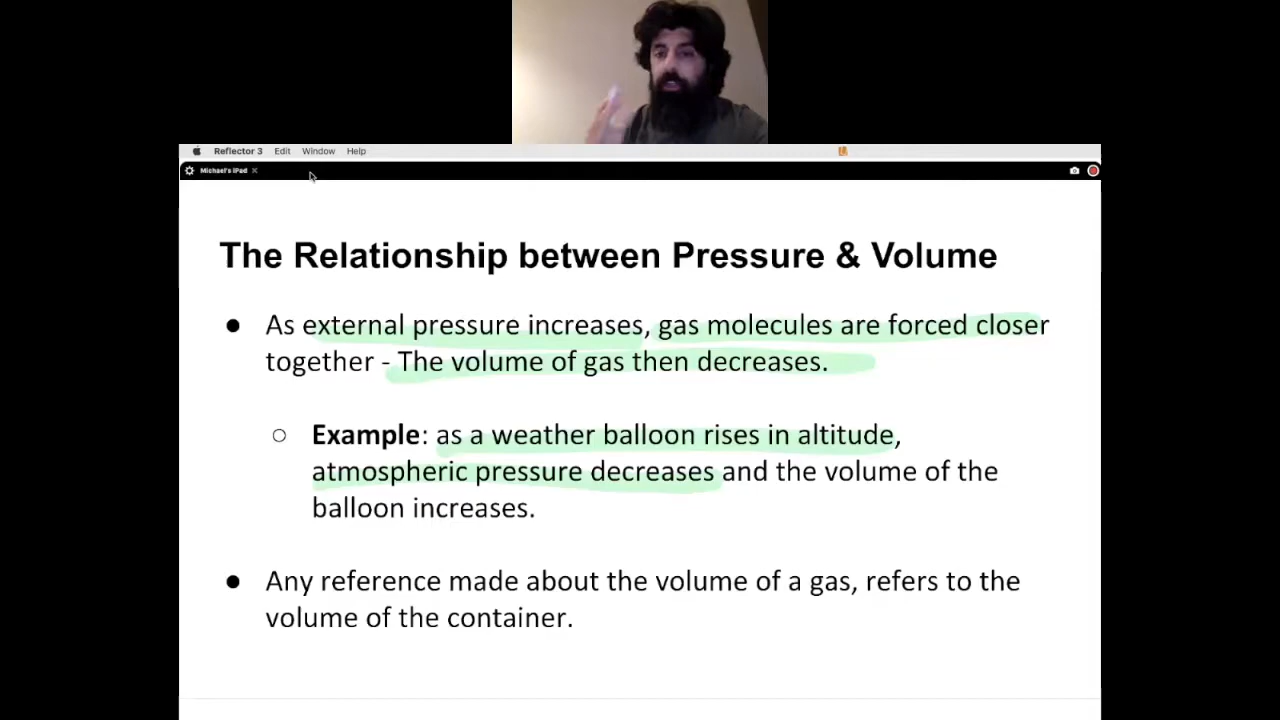 Reflector 3 Edit Window Help
Michael's iPad
The Relationship between Pressure & Volume
● As external pressure increases, gas molecules are forced closer
together - The volume of gas then decreases.
○ Example: as a weather balloon rises in altitude,
atmospheric pressure decreases and the volume of the
balloon increases.
● Any reference made about the volume of a gas, refers to the
volume of the container.